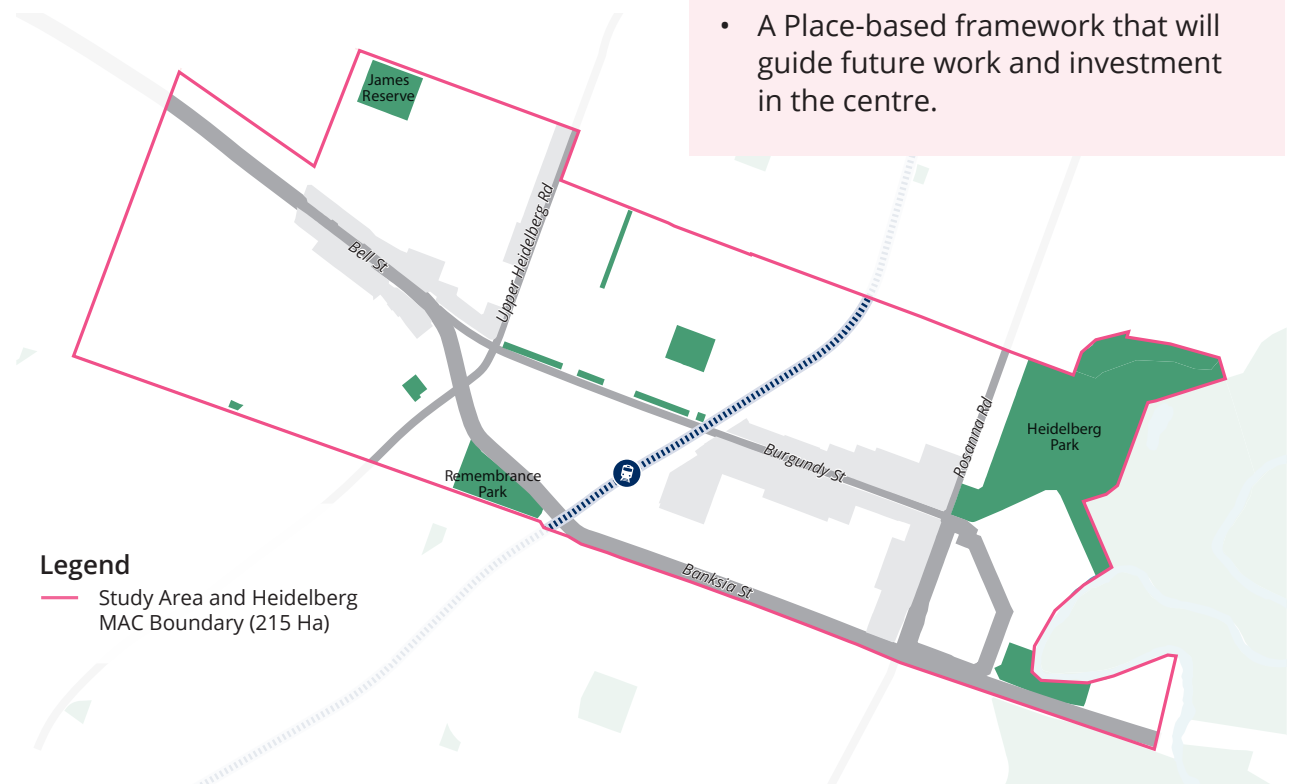 • A Place-based framework that will
guide future work and investment
in the centre.
James
Reserve
Upper Heidelberg Rd
Bell St
Heidelberg
Park
Rosanna Rd
Burgundy St
Remembrance
Park
Banksia St
Legend
Study Area and Heidelberg
MAC Boundary (215 Ha)